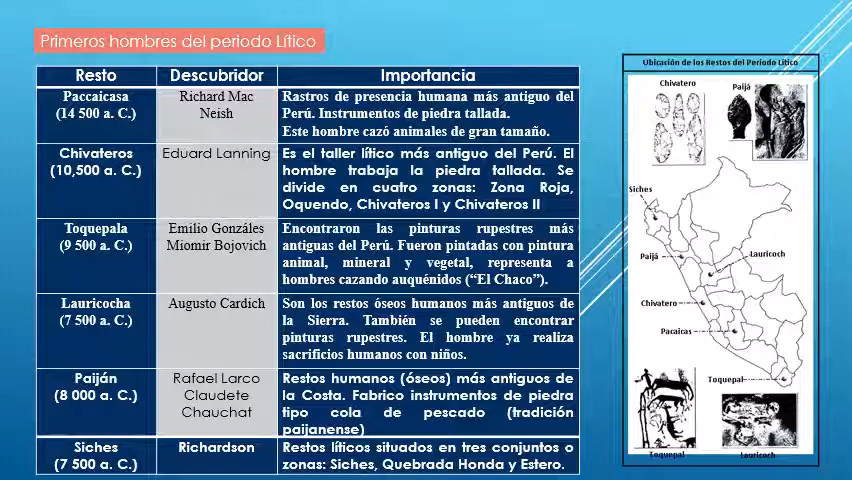 Primeros hombres del periodo Lítico
Resto
Descubridor
Importancia
Paccaicasa
(14 500 a. C.)
Richard Mac
Neish
Rastros de presencia humana más antiguo del
Perú. Instrumentos de piedra tallada.
Este hombre cazó animales de gran tamaño.
Chivateros
(10,500 a. C.)
Eduard Lanning
Es el taller lítico más antiguo del Perú. El
hombre trabaja la piedra tallada. Se
divide en cuatro zonas: Zona Roja,
Oquendo, Chivateros I y Chivateros II
Toquepala
(9 500 a. C.)
Emilio Gonzáles
Miomir Bojovich
Encontraron las pinturas rupestres más
antiguas del Perú. Fueron pintadas con pintura
animal, mineral y vegetal, representa a
hombres cazando auquénidos (“El Chaco”).
Lauricocha
(7 500 a. C.)
Augusto Cardich
Son los restos óseos humanos más antiguos de
la Sierra. También se pueden encontrar
pinturas rupestres. El hombre ya realiza
sacrificios humanos con niños.
Paiján
(8 000 a. C.)
Rafael Larco
Claudete
Chauchat
Restos humanos (óseos) más antiguos de
la Costa. Fabrico instrumentos de piedra
tipo cola de pescado (tradición
paijanense)
Siches
(7 500 a. C.)
Richardson
Restos líticos situados en tres conjuntos o
zonas: Siches, Quebrada Honda y Estero.
Ubicación de los Restos del Período Lítico
Chivatero
Paijá
Siches
Paijá
Lauricoch
Chivatero
Pacaicas
Toquepal
Toquepal
Lauricoch